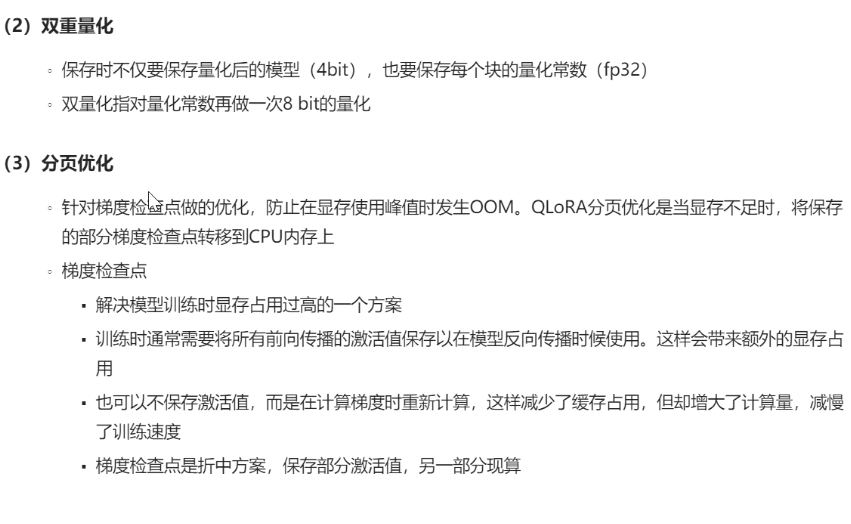 （2）双重量化
◦ 保存时不仅要保存量化后的模型（4bit），也要保存每个块的量化常数（fp32）
◦ 双量化指对量化常数再做一次8 bit的量化
（3）分页优化
◦ 针对梯度检查点做的优化，防止在显存使用峰值时发生OOM。QLoRA分页优化是当显存不足时，将保存
的部分梯度检查点转移到CPU内存上
◦ 梯度检查点
▪ 解决模型训练时显存占用过高的一个方案
▪ 训练时通常需要将所有前向传播的激活值保存以在模型反向传播时候使用。这样会带来额外的显存占
用
▪ 也可以不保存激活值，而是在计算梯度时重新计算，这样减少了缓存占用，但却增大了计算量，减慢
了训练速度
▪ 梯度检查点是折中方案，保存部分激活值，另一部分现算